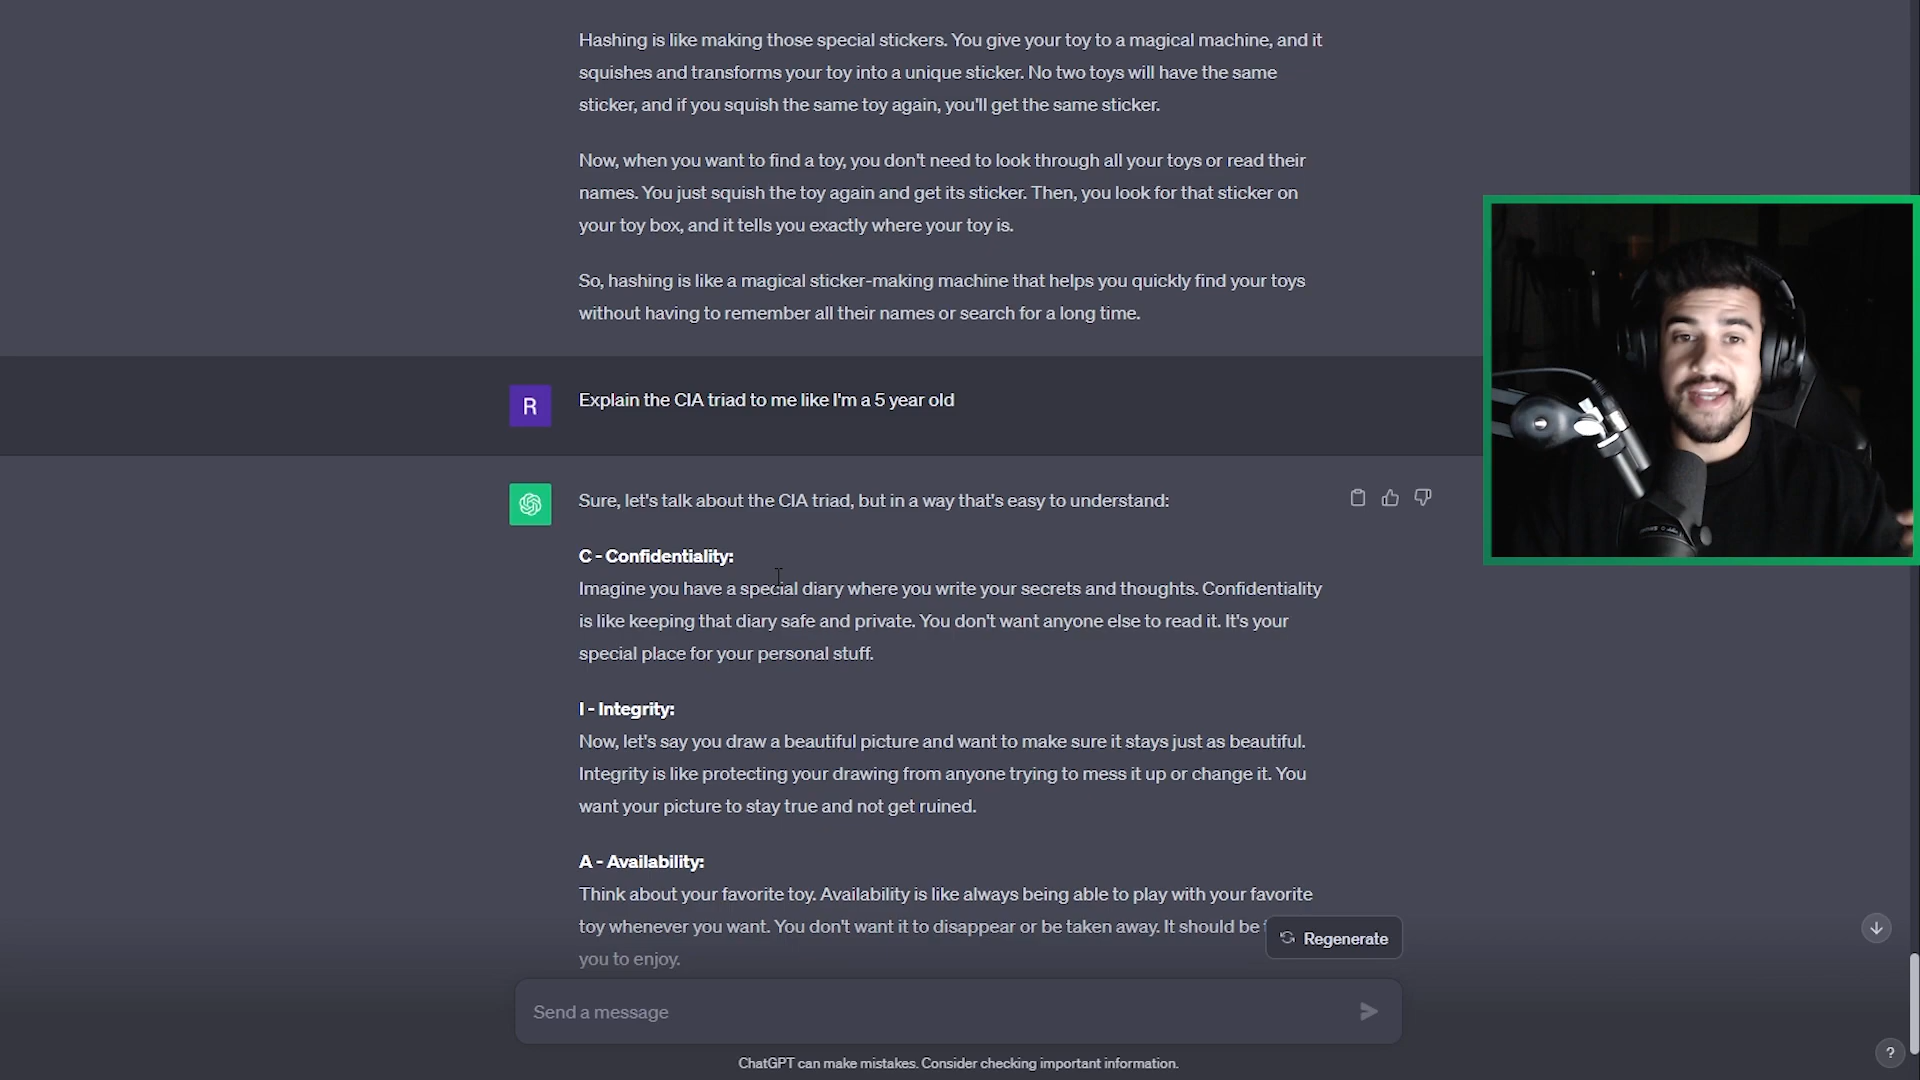 Hashing is like making those special stickers. You give your toy to a magical machine, and it
squishes and transforms your toy into a unique sticker. No two toys will have the same
sticker, and if you squish the same toy again, you'll get the same sticker.
Now, when you want to find a toy, you don't need to look through all your toys or read their
names. You just squish the toy again and get its sticker. Then, you look for that sticker on
your toy box, and it tells you exactly where your toy is.
So, hashing is like a magical sticker-making machine that helps you quickly find your toys
without having to remember all their names or search for a long time.
R
Explain the CIA triad to me like I'm a 5 year old
Sure, let's talk about the CIA triad, but in a way that's easy to understand:
C - Confidentiality:
Imagine you have a special diary where you write your secrets and thoughts. Confidentiality
is like keeping that diary safe and private. You don't want anyone else to read it. It's your
special place for your personal stuff.
I - Integrity:
Now, let's say you draw a beautiful picture and want to make sure it stays just as beautiful.
Integrity is like protecting your drawing from anyone trying to mess it up or change it. You
want your picture to stay true and not get ruined.
A - Availability:
Think about your favorite toy. Availability is like always being able to play with your favorite
toy whenever you want. You don't want it to disappear or be taken away. It should be
you to enjoy.
Regenerate
Send a message
ChatGPT can make mistakes. Consider checking important information.
?